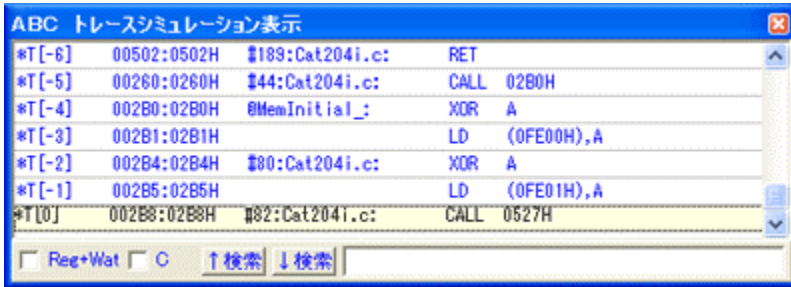 ABC トレースシミュレーション表示
*T[-6] 00502:0502H #189:Cat204i.c: RET
*T[-5] 00260:0260H #44:Cat204i.c: CALL 02B0H
*T[-4] 002B0:02B0H @MemInitial_: XOR A
*T[-3] 002B1:02B1H LD (0FE00H),A
*T[-2] 002B4:02B4H #80:Cat204i.c: XOR A
*T[-1] 002B5:02B5H LD (0FE01H),A
*T[0] 002B8:02B8H #82:Cat204i.c: CALL 0527H
Reg+Wat C ↑検索 ↓検索